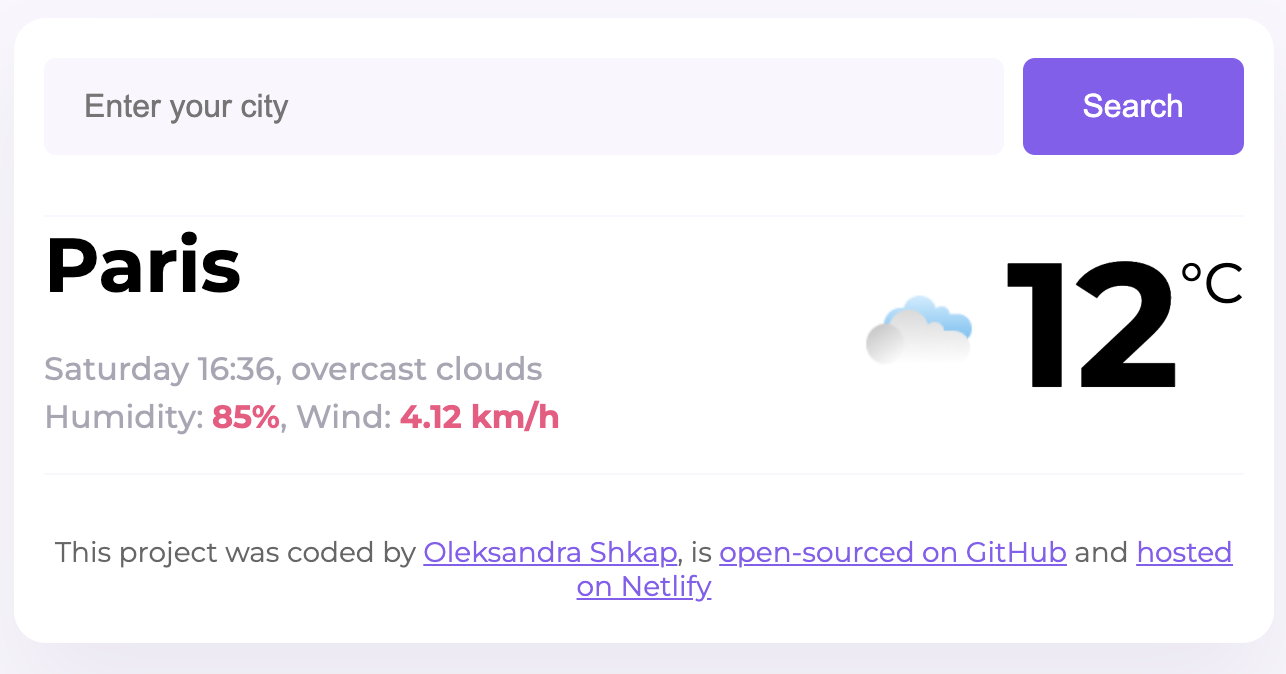 Enter your city
Search
Paris
12°C
Saturday 16:36, overcast clouds
Humidity: 85%, Wind: 4.12 km/h
This project was coded by Oleksandra Shkap, is open-sourced on GitHub and hosted
on Netlify